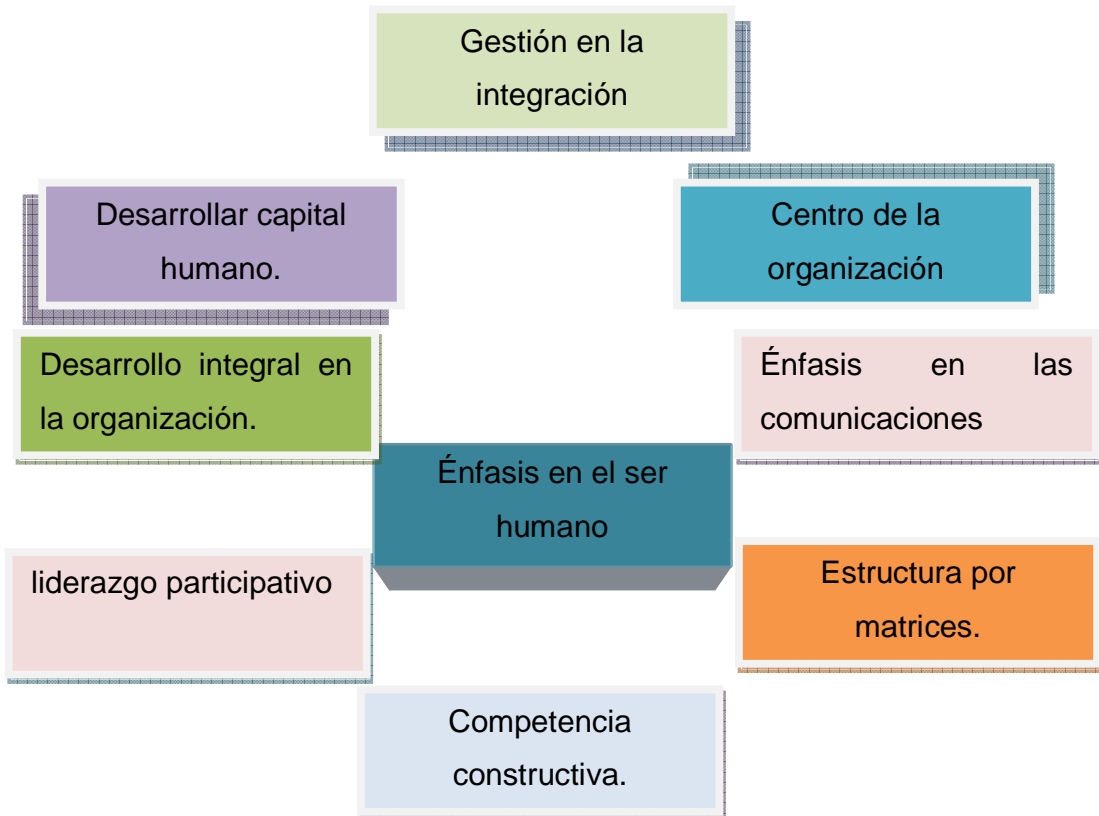 Gestión en la
integración
Desarrollar capital
humano.
Centro de la
organización
Desarrollo integral en
la organización.
Énfasis en las
comunicaciones
Énfasis en el ser
humano
liderazgo participativo
Estructura por
matrices.
Competencia
constructiva.